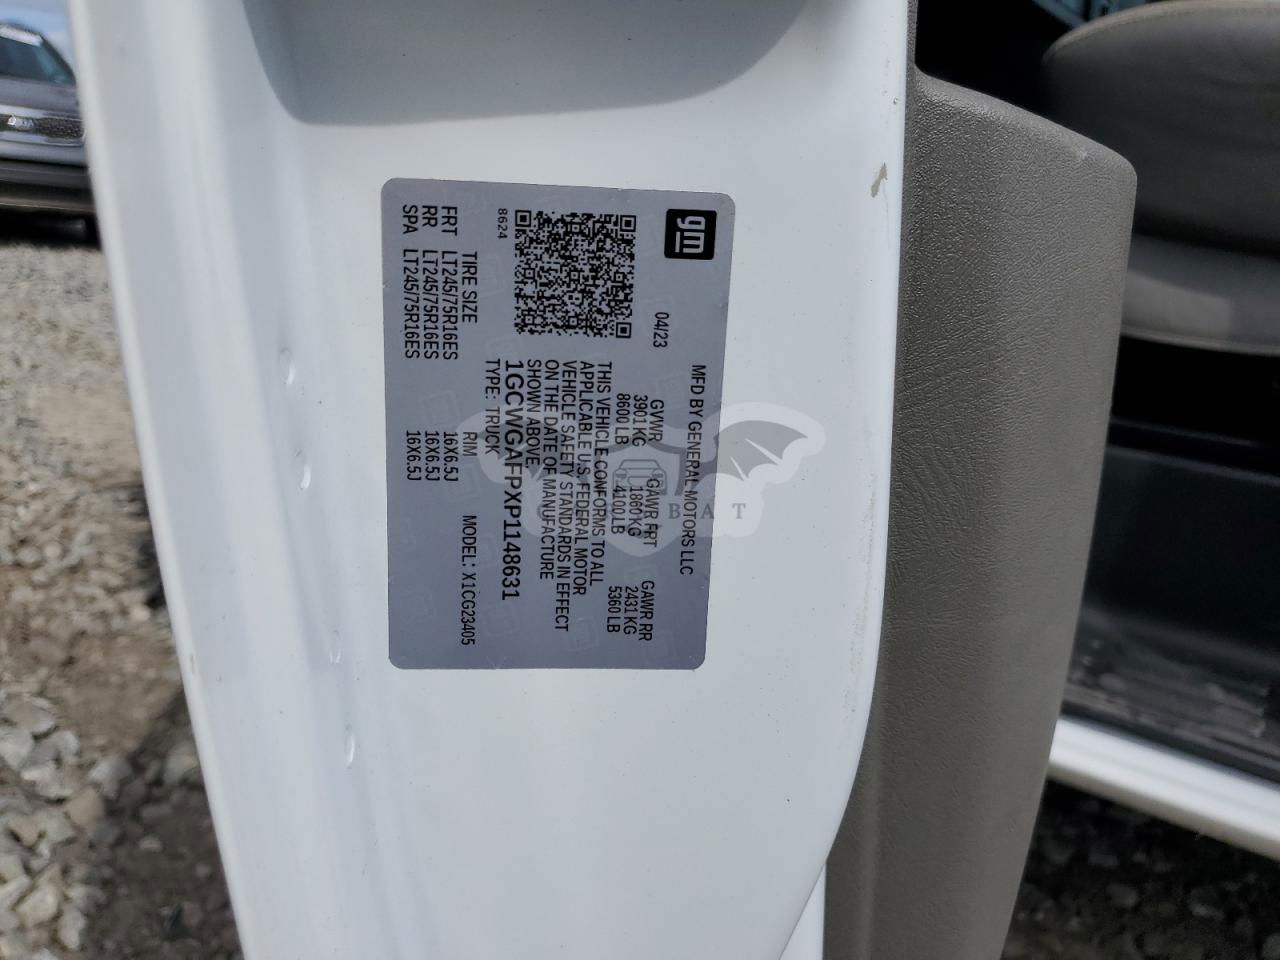 gm
MFD BY GENERAL MOTORS LLC
04/23
GVWR GAWR FRT GAWR RR
3901 KG 1860 KG 2431 KG
8600 LB 4100 LB 5360 LB
THIS VEHICLE CONFORMS TO ALL
APPLICABLE U.S. FEDERAL MOTOR
VEHICLE SAFETY STANDARDS IN EFFECT
ON THE DATE OF MANUFACTURE
SHOWN ABOVE.
1GCWGAFPXP1148631
8624
TYPE: TRUCK MODEL: X1CG23405
TIRE SIZE RIM
FRT LT245/75R16ES 16X6.5J
RR LT245/75R16ES 16X6.5J
SPA LT245/75R16ES 16X6.5J